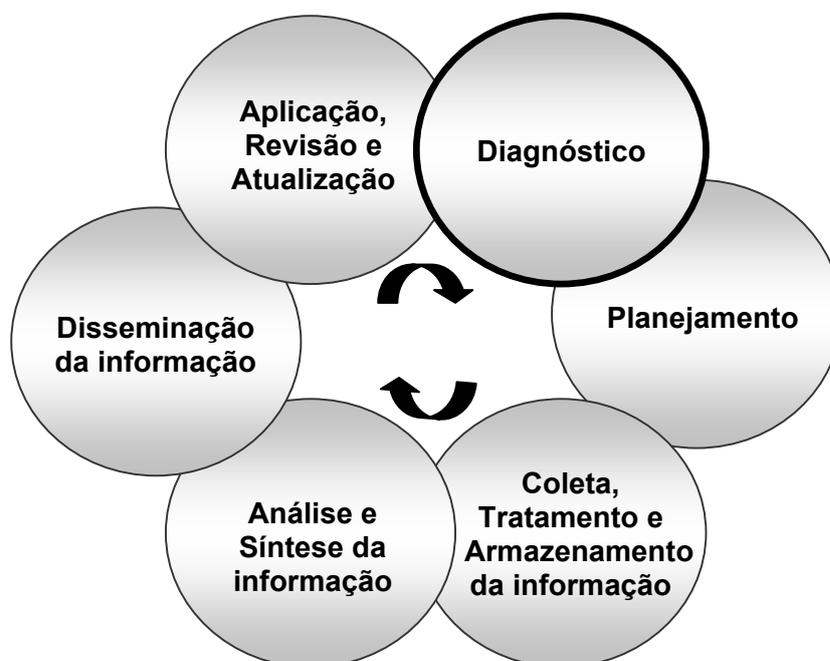 Aplicação,
Revisão e
Atualização
Diagnóstico
Planejamento
Coleta,
Tratamento e
Armazenamento
da informação
Análise e
Síntese da
informação
Disseminação
da informação